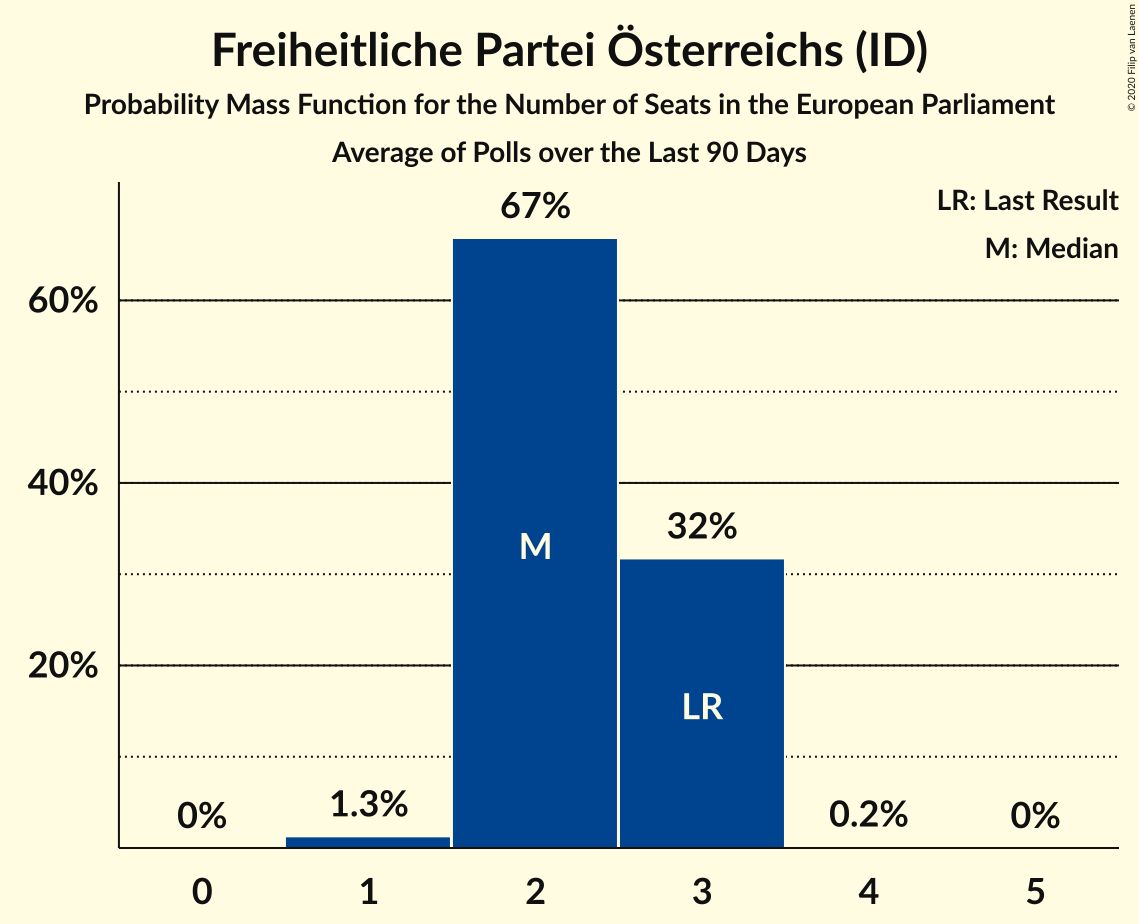 Freiheitliche Partei Österreichs (ID)
Probability Mass Function for the Number of Seats in the European Parliament
Average of Polls over the Last 90 Days
© 2020 Filip van Laenen
LR: Last Result
M: Median
67%
60%
40%
32%
M
20%
LR
0%
1.3%
0.2%
0%
0 1 2 3 4 5